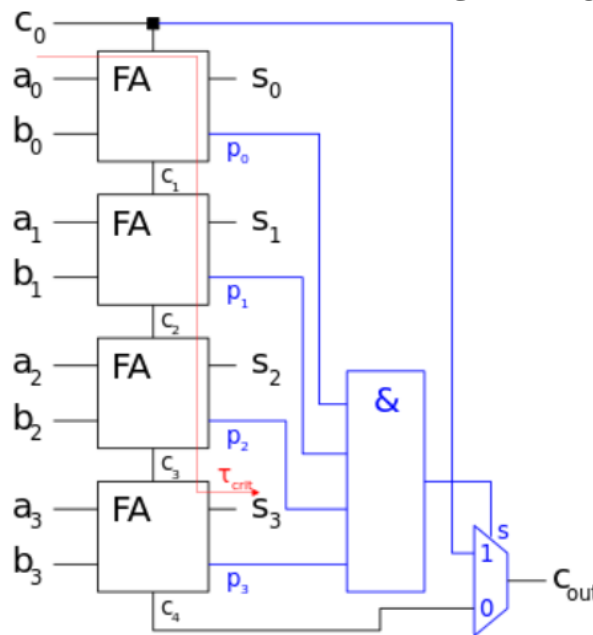 c₀
a₀ FA s₀
b₀ p₀
c₁
a₁ FA s₁
b₁ p₁
c₂
a₂ FA s₂
&
b₂ p₂
c₃ τcrit
a₃ FA s₃
s
1
b₃ p₃ cout
c₄ 0